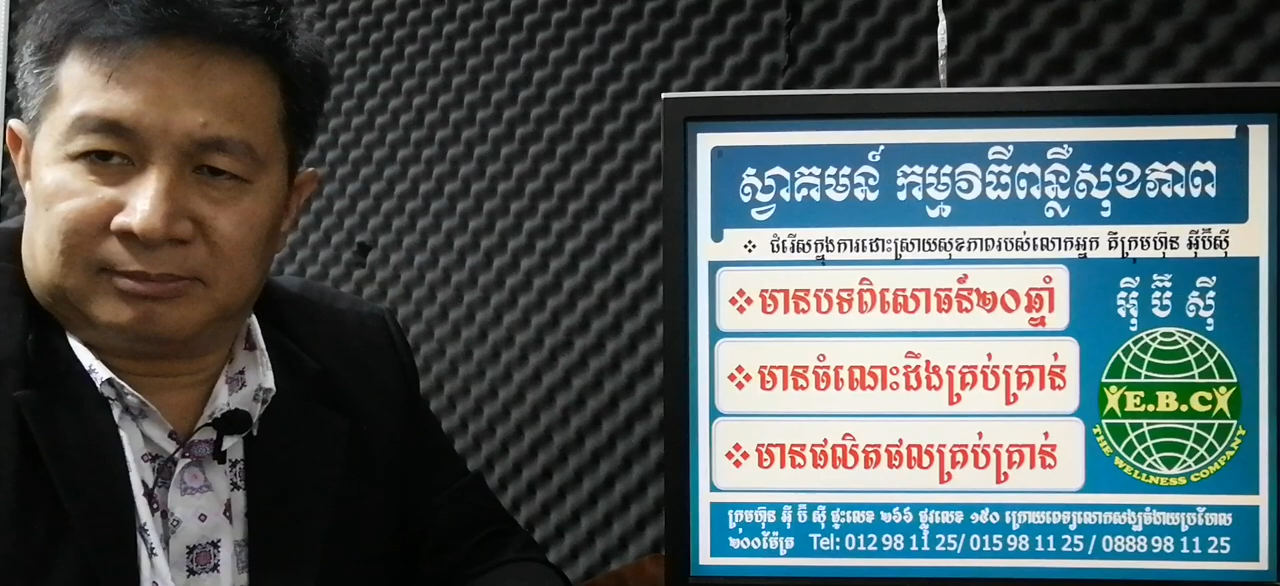 ស្វាគមន៍ កម្មវិធីពន្លឺសុខភាព
❖ ជំរើសក្នុងការដោះស្រាយសុខភាពរបស់លោកអ្នក គឺក្រុមហ៊ុន អ៊ីប៊ីស៊ី
❖មានបទពិសោធន៍២០ឆ្នាំ
❖មានចំណេះដឹងគ្រប់គ្រាន់
❖មានផលិតផលគ្រប់គ្រាន់
អ៊ី ប៊ី ស៊ី
E.B.C
THE WELLNESS COMPANY
ក្រុមហ៊ុន អ៊ី ប៊ី ស៊ី ផ្ទះលេខ ២៦៦ ផ្លូវលេខ ១៥០ ក្រោយពេទ្យលោកសង្ឃចំងាយប្រហែល
២០០ម៉ែត្រ Tel: 012 98 11 25/ 015 98 11 25 / 0888 98 11 25